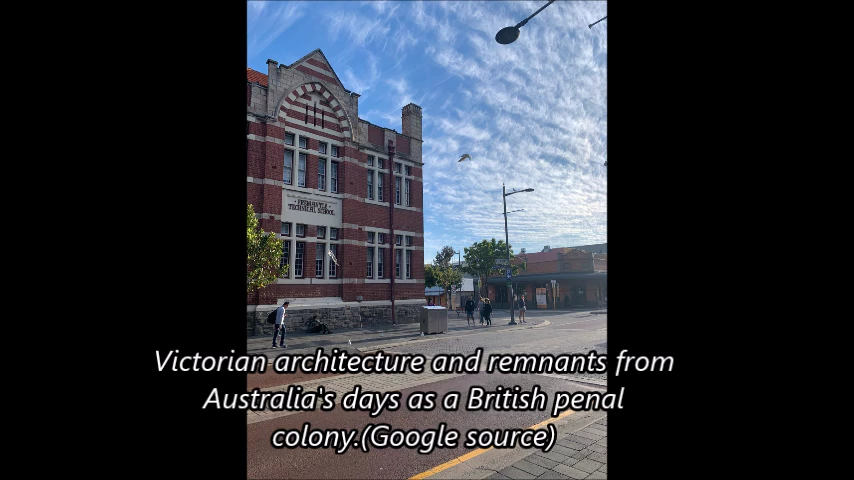 FREMANTLE
TECHNICAL SCHOOL
Victorian architecture and remnants from
Australia's days as a British penal
colony.(Google source)